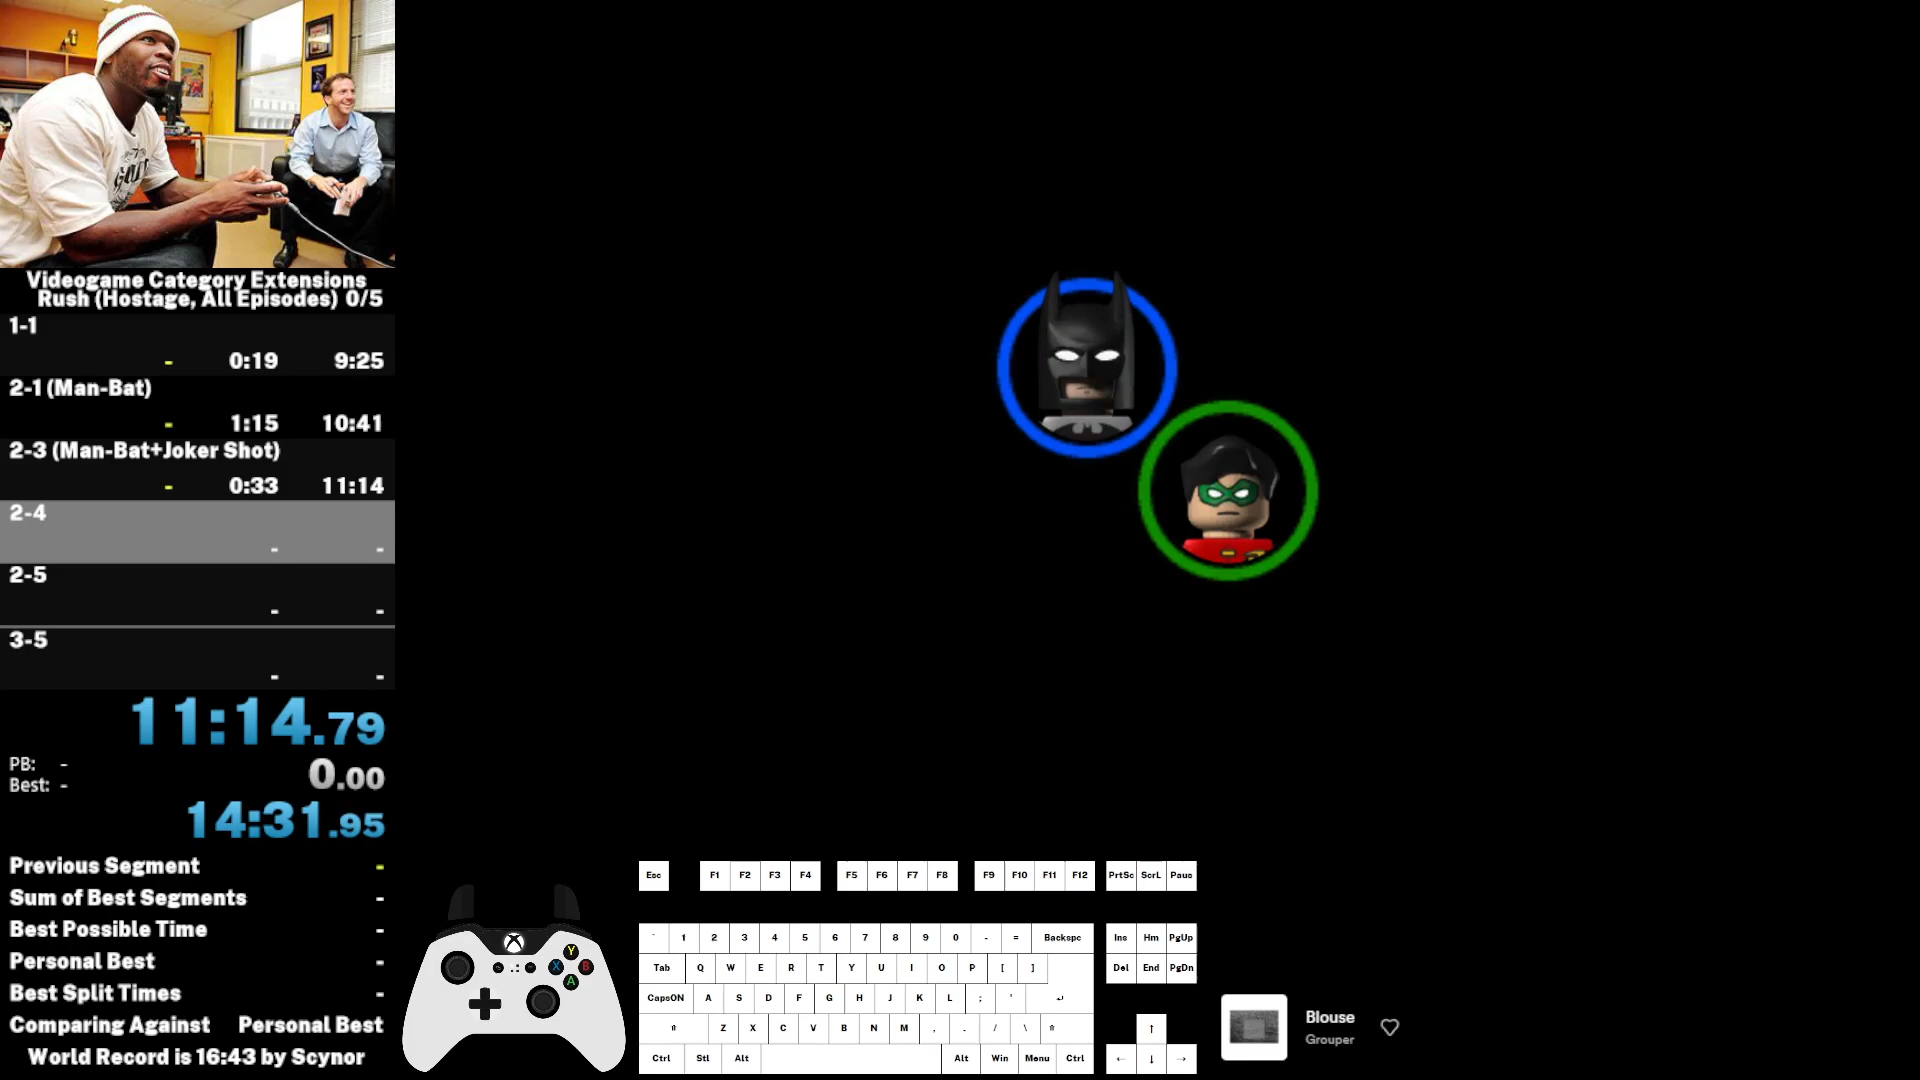 Videogame Category Extensions
Rush (Hostage, All Episodes) 0/5
1-1
- 0:19 9:25
2-1 (Man-Bat)
- 1:15 10:41
2-3 (Man-Bat+Joker Shot)
- 0:33 11:14
2-4
- -
2-5
- -
3-5
- -
11:14.79
PB: -
0.00
Best: -
14:31.95
Previous Segment -
Sum of Best Segments -
Best Possible Time -
Personal Best -
Best Split Times -
Comparing Against Personal Best
World Record is 16:43 by Scynor
Y
X B
A
Esc F1 F2 F3 F4 F5 F6 F7 F8 F9 F10 F11 F12 PrtSc ScrL Paus
` 1 2 3 4 5 6 7 8 9 0 - = Backspc Ins Hm PgUp
Tab Q W E R T Y U I O P [ ] Del End PgDn
CapsON A S D F G H J K L ; ' ↵
⇧ Z X C V B N M , . / \ ⇧ ↑
Ctrl Stl Alt Alt Win Menu Ctrl ← ↓ →
Blouse
Grouper